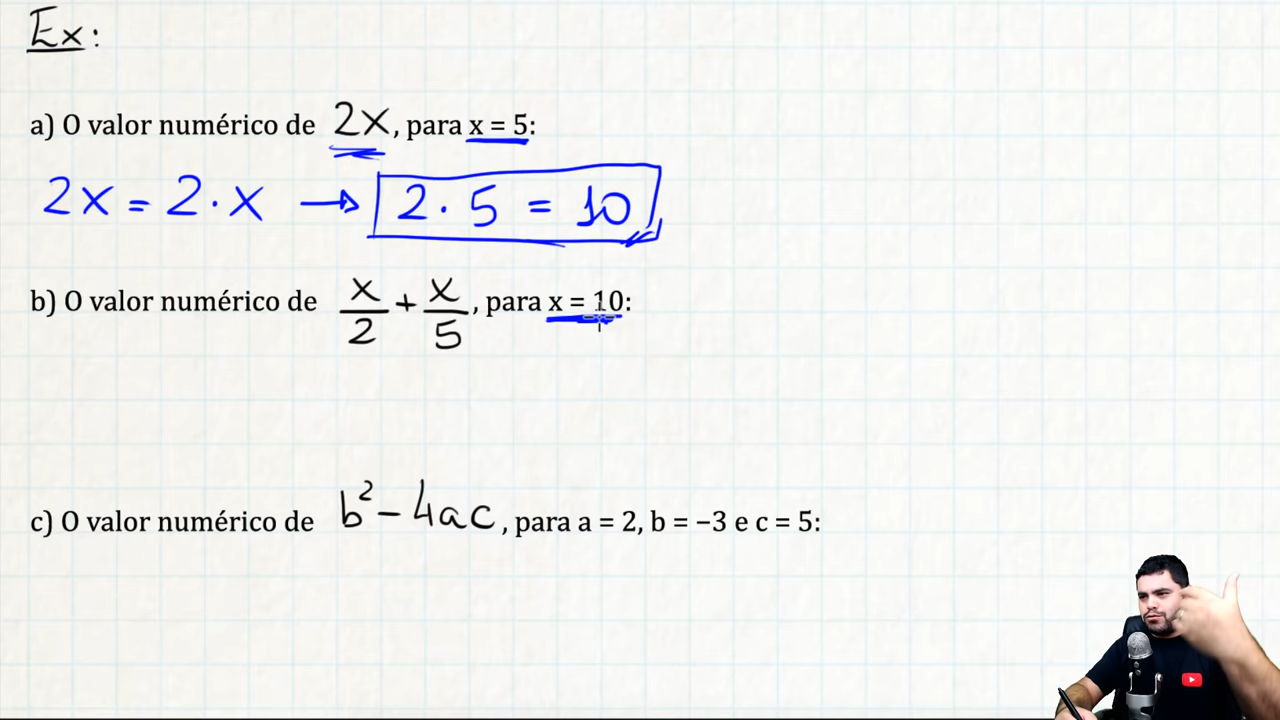 Ex:
a) O valor numérico de 2x, para x = 5:
2x = 2·x → 2·5 = 10
b) O valor numérico de x/2 + x/5, para x = 10:
c) O valor numérico de b² − 4ac, para a = 2, b = −3 e c = 5: